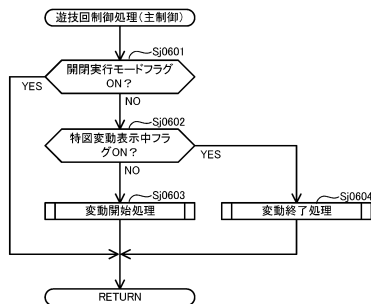 遊技回制御処理(主制御)
Sj0601
開閉実行モードフラグ
ON?
YES
NO
Sj0602
特図変動表示中フラ
グON?
YES
NO
Sj0603
変動開始処理
Sj0604
変動終了処理
RETURN